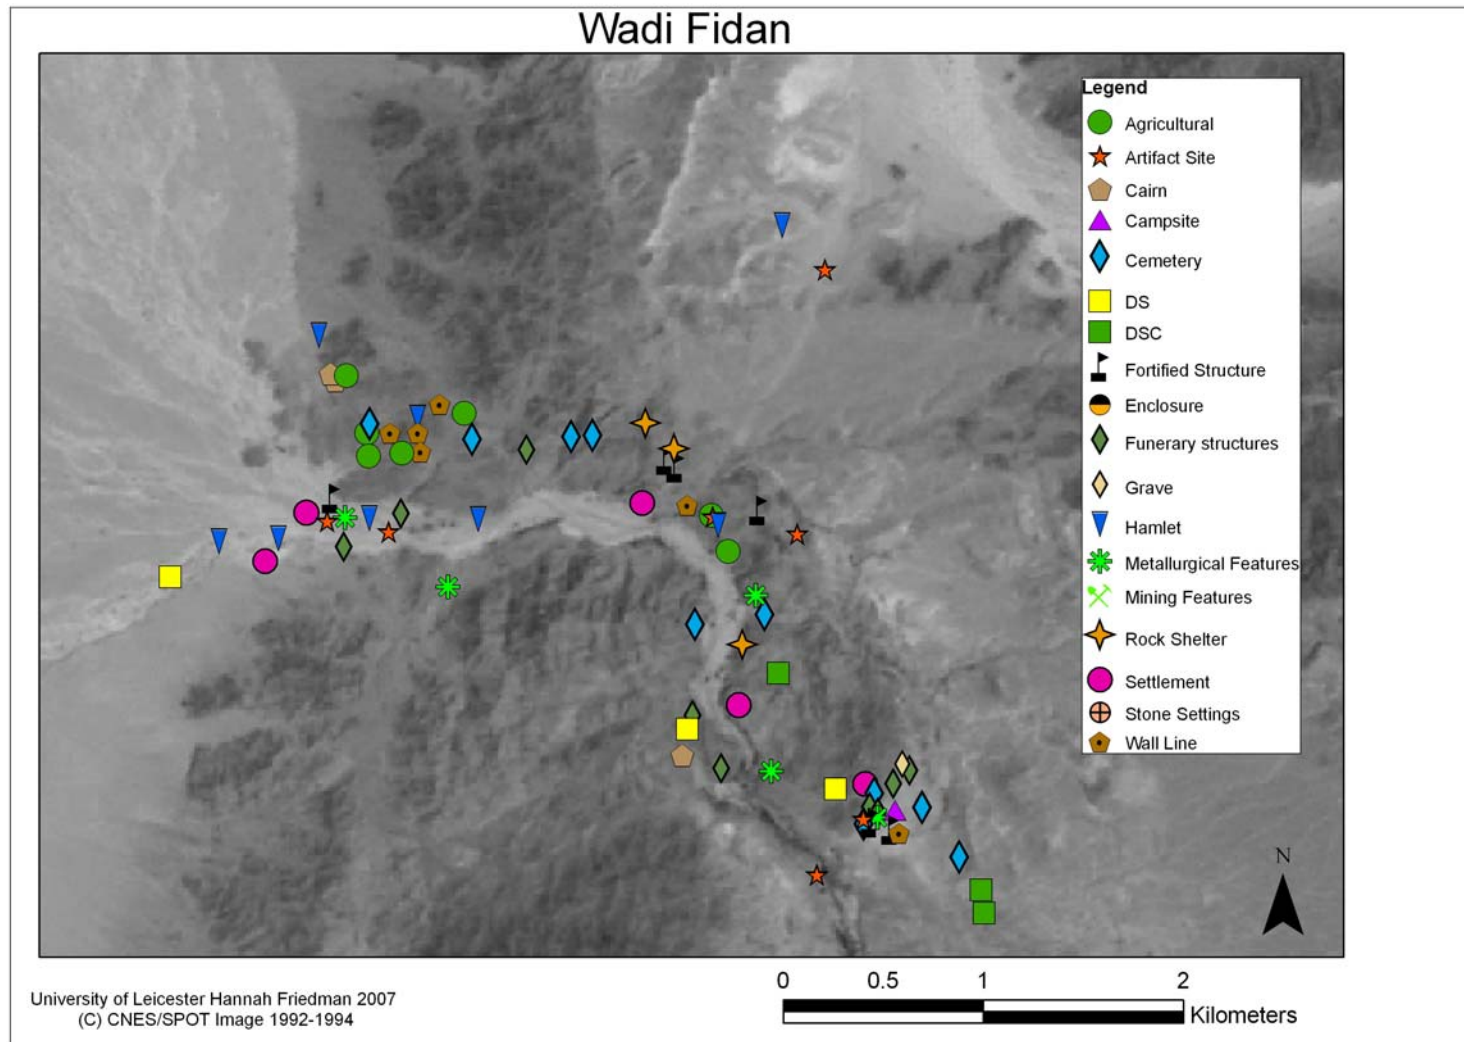 Wadi Fidan
Legend
Agricultural
Artifact Site
Cairn
Campsite
Cemetery
DS
DSC
Fortified Structure
Enclosure
Funerary structures
Grave
Hamlet
Metallurgical Features
Mining Features
Rock Shelter
Settlement
Stone Settings
Wall Line
N
0 0.5 1 2
Kilometers
University of Leicester Hannah Friedman 2007
(C) CNES/SPOT Image 1992-1994